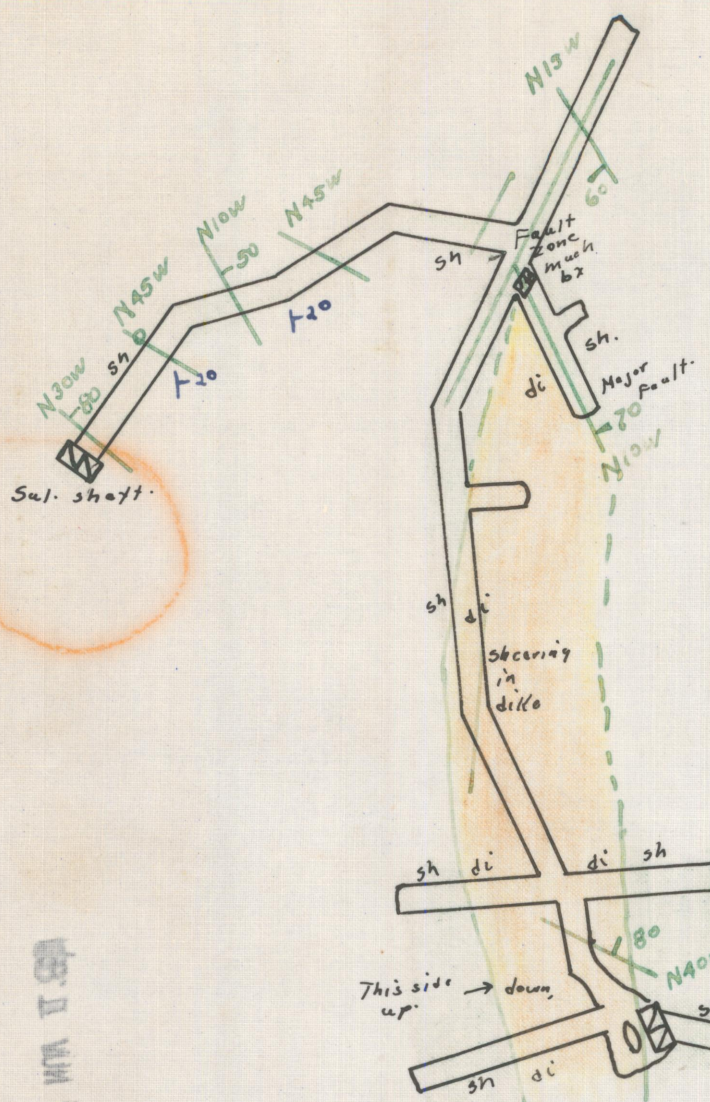 N15W
60
N45W
N10W
50
N45W
sh
N30W
80
20
20
Sul. shaft.
sh
Fault
zone
much
bx
sh.
di
Major
Fault.
70
N10W
sh
di
shearing
in
dike
sh di
di sh
80
N40
This side → down,
up.
sh di
s